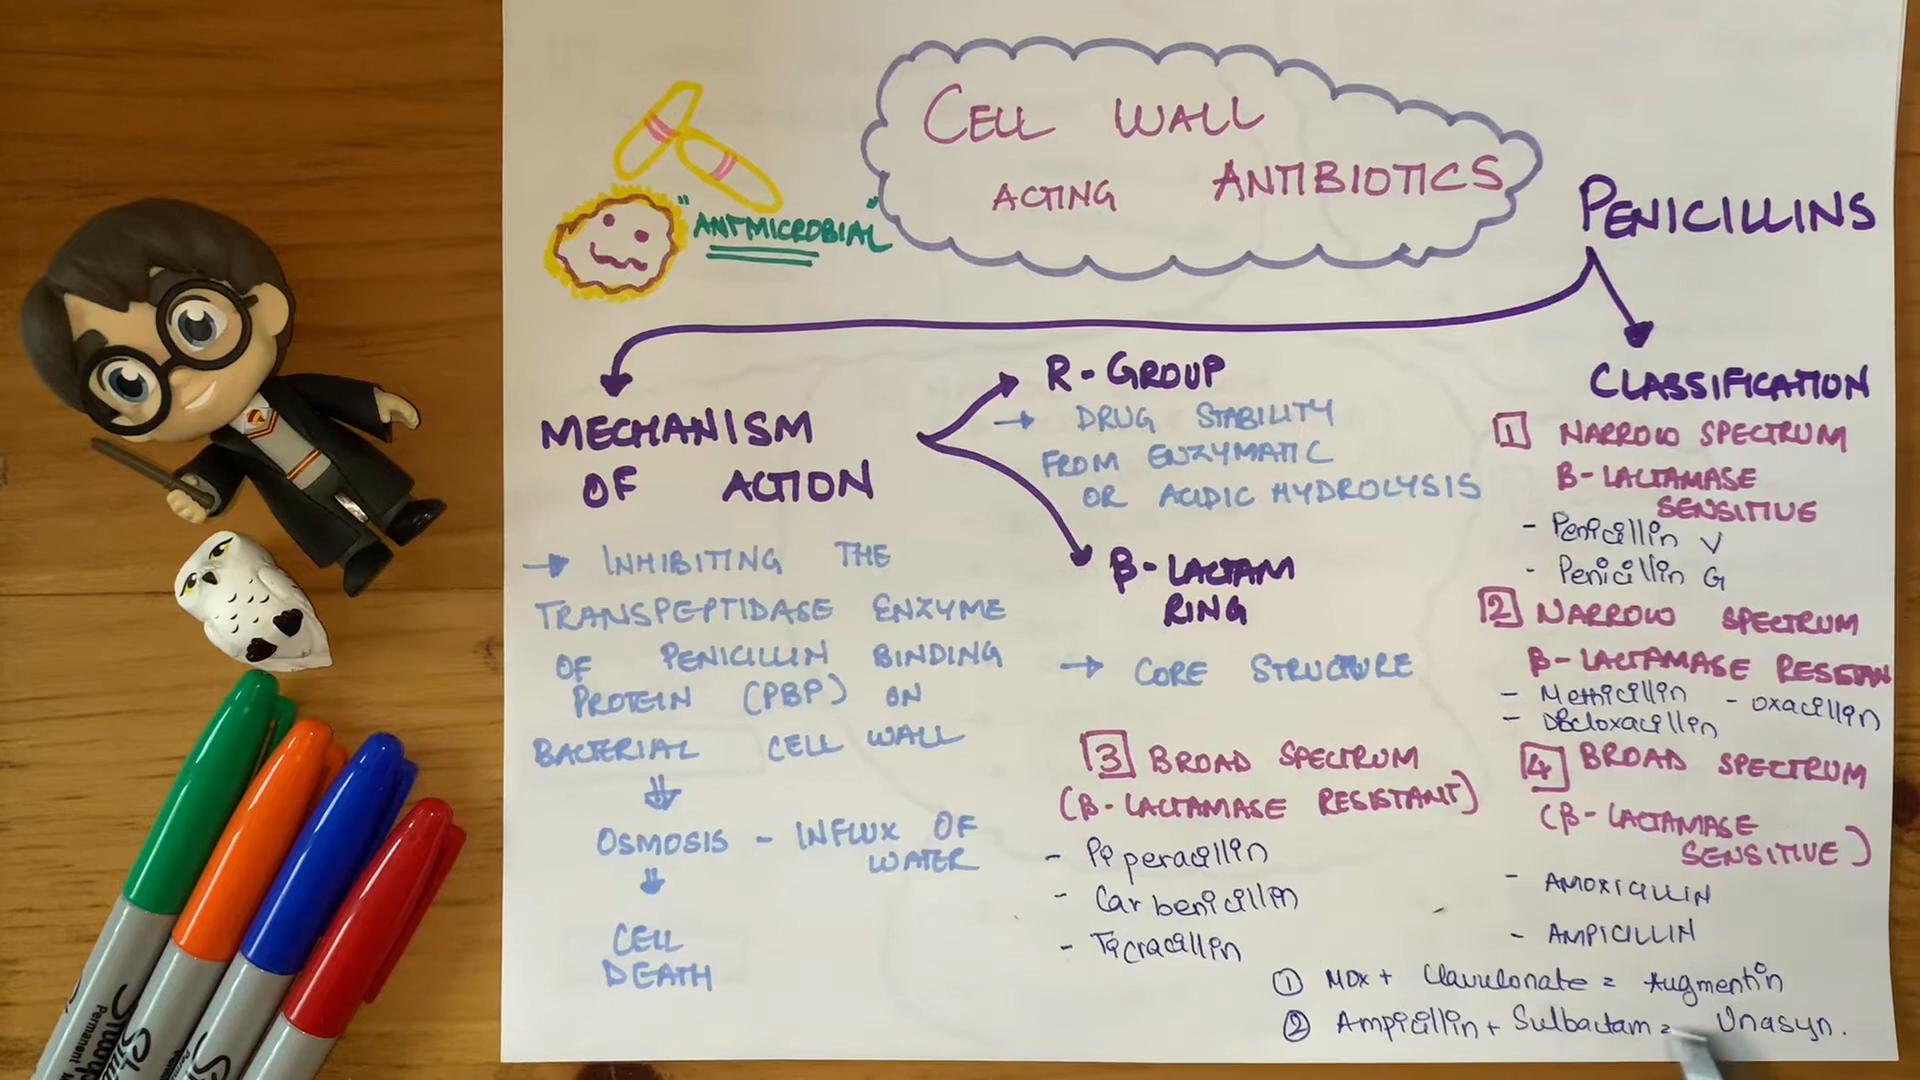 CELL WALL
ACTING ANTIBIOTICS
"ANTMICROBIAL"
PENICILLINS
MECHANISM
OF ACTION
→ INHIBITING THE
TRANSPEPTIDASE ENZYME
OF PENICILLIN BINDING
PROTEIN (PBP) ON
BACTERIAL CELL WALL
OSMOSIS - INFLUX OF
WATER
CELL
DEATH
R-GROUP
→ DRUG STABILITY
FROM ENZYMATIC
OR ACIDIC HYDROLYSIS
β-LACTAM
RING
→ CORE STRUCTURE
CLASSIFICATION
1 NARROW SPECTRUM
β-LACTAMASE
SENSITIVE
- Penicillin V
- Penicillin G
2 NARROW SPECTRUM
β-LACTAMASE RESISTAN
- Methicillin - Oxacillin
- Dicloxacillin
3 BROAD SPECTRUM
(β-LACTAMASE RESISTANT)
- Piperacillin
- Carbenicillin
- Ticracillin
4 BROAD SPECTRUM
(β-LACTAMASE
SENSITIVE)
- AMOXICILLIN
- AMPICILLIN
① MOX + Clavulonate = Augmentin
② Ampicillin + Sulbactam = Unasyn.
Permanent